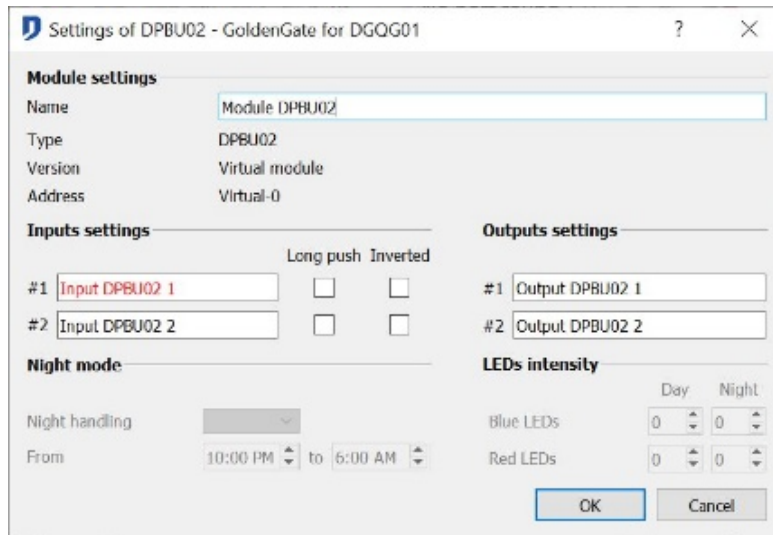 Settings of DPBU02 - GoldenGate for DGQG01 ?
Module settings
Name Module DPBU02
Type DPBU02
Version Virtual module
Address Virtual-0
Inputs settings
Long push Inverted
#1 Input DPBU02 1
#2 Input DPBU02 2
Outputs settings
#1 Output DPBU02 1
#2 Output DPBU02 2
Night mode
Night handling
From 10:00 PM to 6:00 AM
LEDs intensity
Day Night
Blue LEDs 0 0
Red LEDs 0 0
OK Cancel